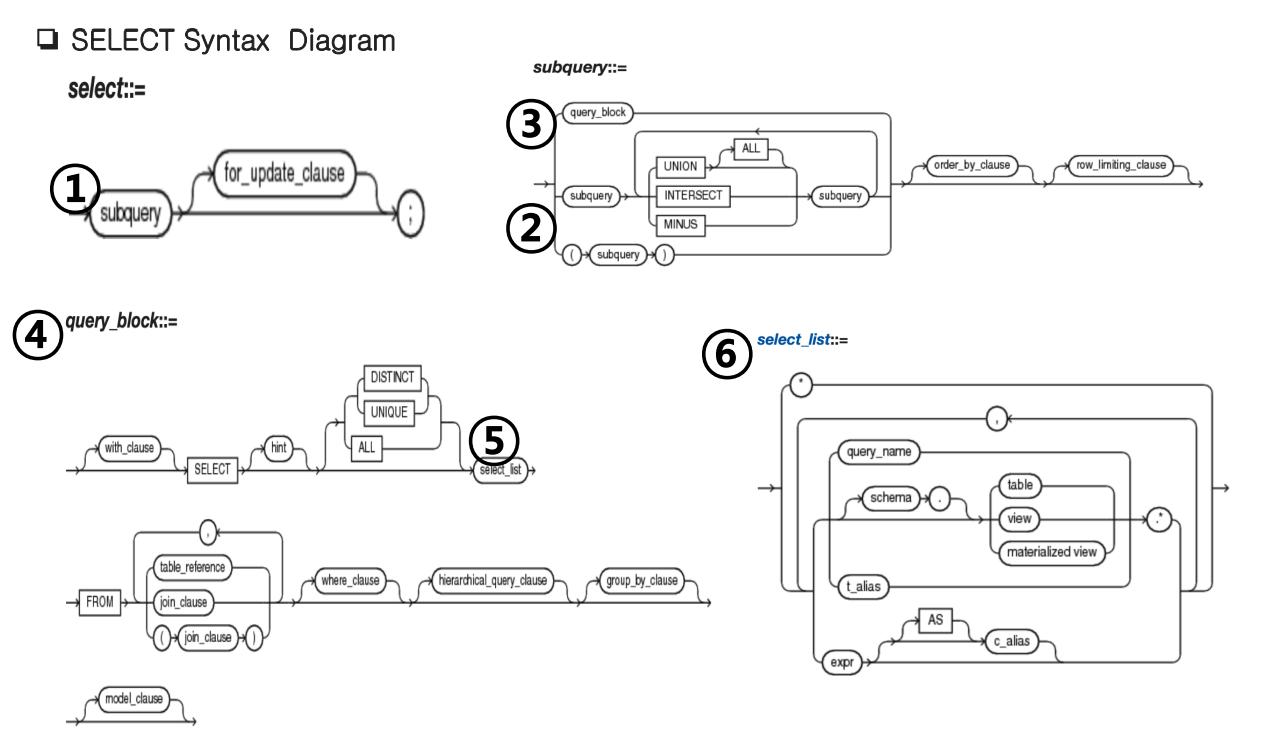 ❑ SELECT Syntax Diagram
select::=
①
subquery
for_update_clause
;
subquery::=
③
query_block
UNION
ALL
subquery
INTERSECT
subquery
MINUS
②
(
subquery
)
order_by_clause
row_limiting_clause
④
query_block::=
with_clause
SELECT
hint
DISTINCT
UNIQUE
ALL
⑤
select_list
FROM
,
table_reference
join_clause
(
join_clause
)
where_clause
hierarchical_query_clause
group_by_clause
model_clause
⑥
select_list::=
*
,
query_name
schema
.
table
view
materialized view
.*
t_alias
expr
AS
c_alias